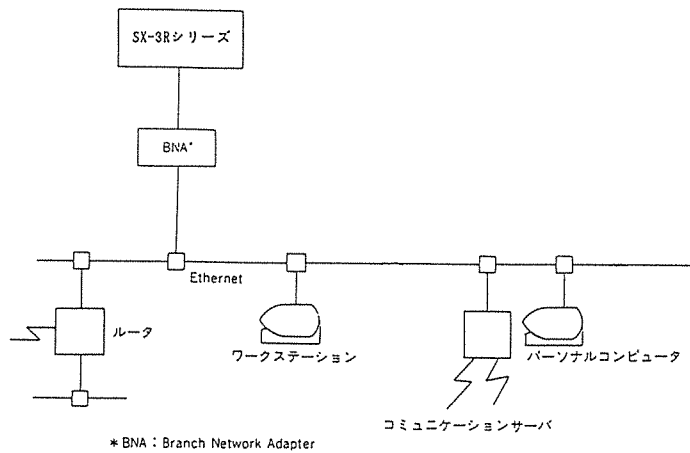 SX-3Rシリーズ
BNA*
Ethernet
ルータ
ワークステーション
パーソナルコンピュータ
コミュニケーションサーバ
*BNA：Branch Network Adapter